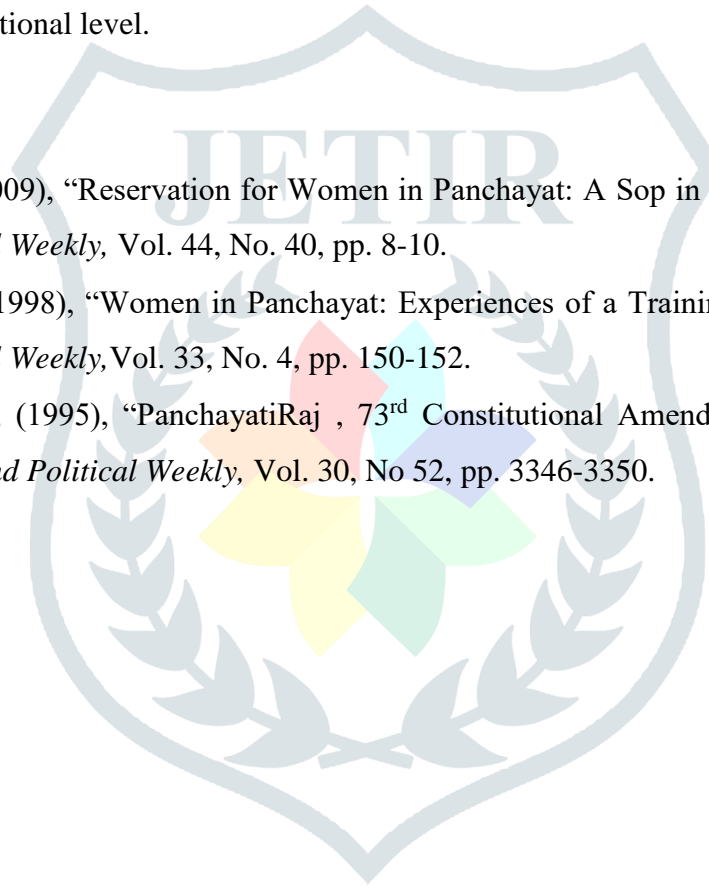 tional level.
JETIR
009), “Reservation for Women in Panchayat: A Sop in
l Weekly, Vol. 44, No. 40, pp. 8-10.
1998), “Women in Panchayat: Experiences of a Trainin
l Weekly,Vol. 33, No. 4, pp. 150-152.
(1995), “PanchayatiRaj , 73rd Constitutional Amend
nd Political Weekly, Vol. 30, No 52, pp. 3346-3350.